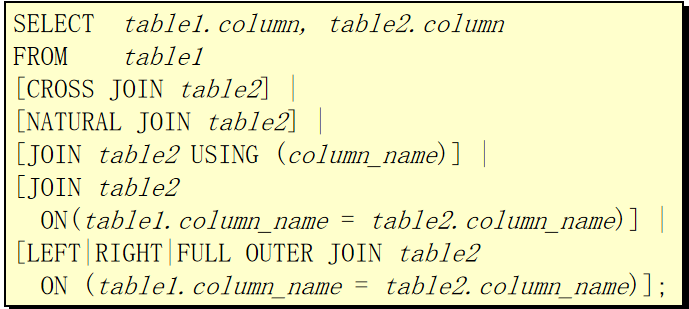 SELECT table1.column, table2.column
FROM table1
[CROSS JOIN table2] |
[NATURAL JOIN table2] |
[JOIN table2 USING (column_name)] |
[JOIN table2
ON(table1.column_name = table2.column_name)] |
[LEFT|RIGHT|FULL OUTER JOIN table2
ON (table1.column_name = table2.column_name)];